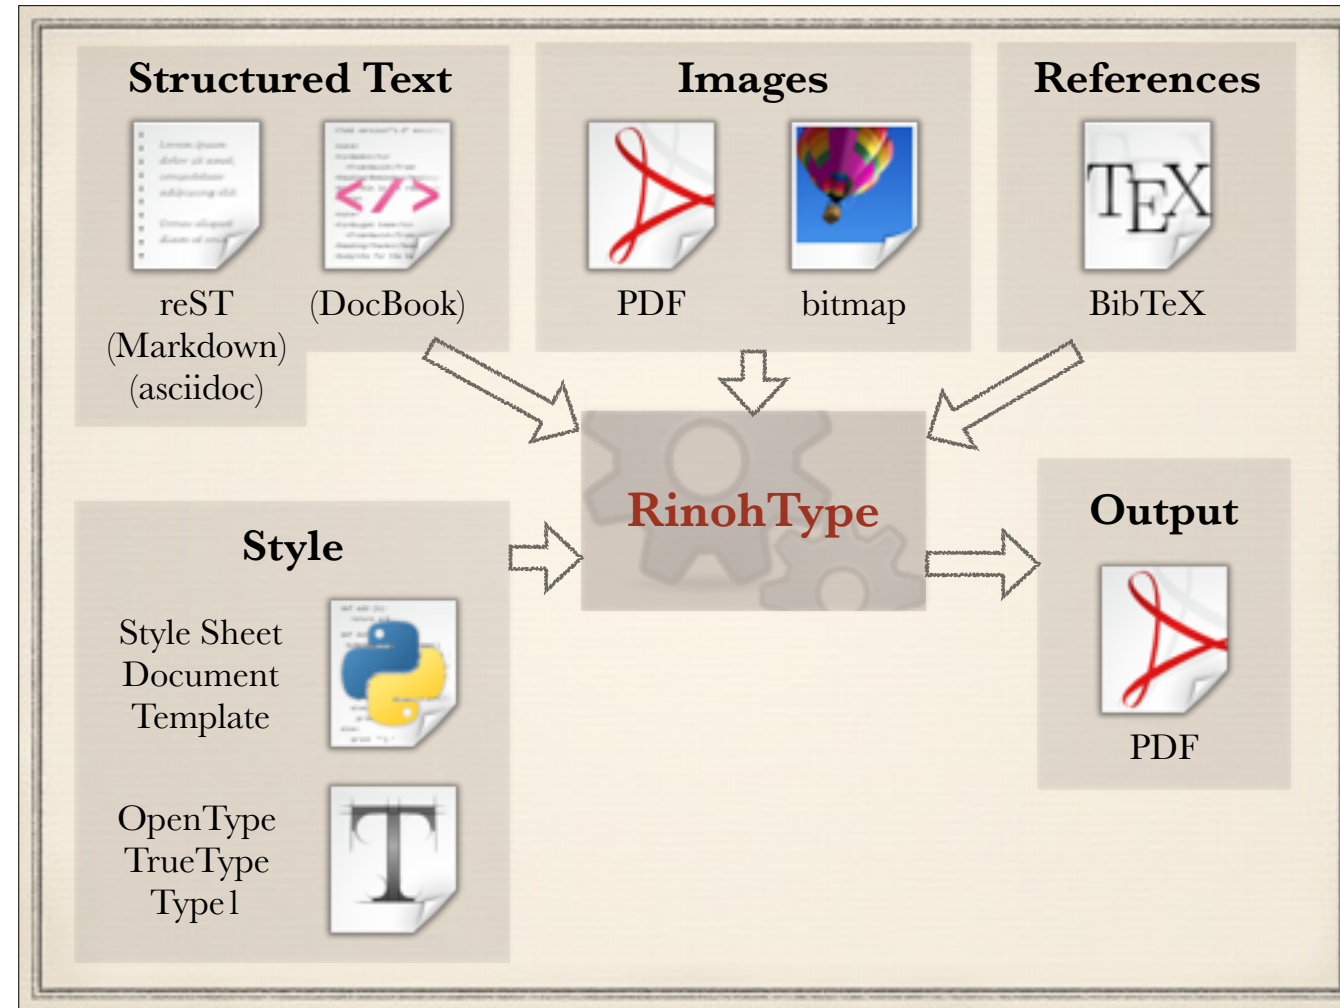 Structured Text
reST
(Markdown)
(asciidoc)
</>
(DocBook)
Images
PDF
bitmap
References
TEX
BibTeX
RinohType
Style
Style Sheet
Document
Template
OpenType
TrueType
Type1
T
Output
PDF